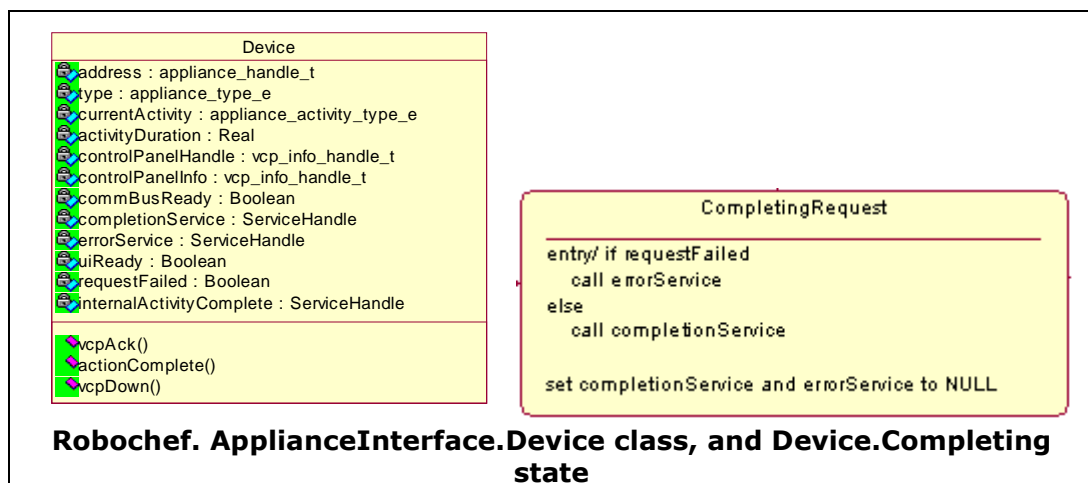 Device
address : appliance_handle_t
type : appliance_type_e
currentActivity : appliance_activity_type_e
activityDuration : Real
controlPanelHandle : vcp_info_handle_t
controlPanelInfo : vcp_info_handle_t
commBusReady : Boolean
completionService : ServiceHandle
errorService : ServiceHandle
uiReady : Boolean
requestFailed : Boolean
internalActivityComplete : ServiceHandle
vcpAck()
actionComplete()
vcpDown()
CompletingRequest
entry/ if requestFailed
call errorService
else
call completionService
set completionService and errorService to NULL
Robochef. ApplianceInterface.Device class, and Device.Completing
state